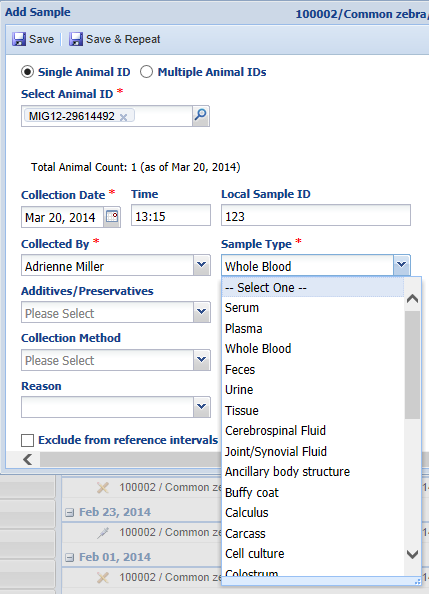 Add Sample 100002/Common zebra,
Save Save & Repeat
Single Animal ID Multiple Animal IDs
Select Animal ID *
MIG12-29614492 x
Total Animal Count: 1 (as of Mar 20, 2014)
Collection Date * Time Local Sample ID
Mar 20, 2014 13:15 123
Collected By * Sample Type *
Adrienne Miller Whole Blood
Additives/Preservatives
Please Select
Collection Method
Please Select
Reason
Exclude from reference intervals
-- Select One --
Serum
Plasma
Whole Blood
Feces
Urine
Tissue
Cerebrospinal Fluid
Joint/Synovial Fluid
Ancillary body structure
Buffy coat
Calculus
Carcass
Cell culture
Colostrum
100002 / Common ze
Feb 23, 2014
100002 / Common ze
Feb 01, 2014
100002 / Common ze